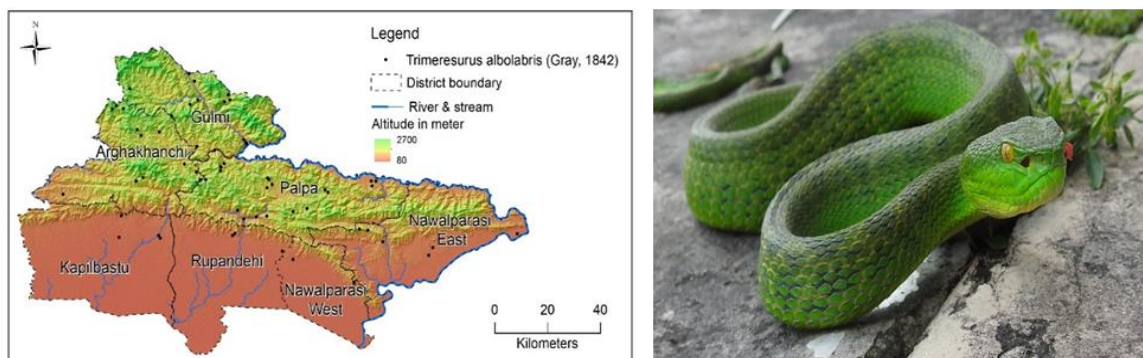 N
Legend
Trimeresurus albolabris (Gray, 1842)
District boundary
River & stream
Altitude in meter
2700
80
Gulmi
Arghakhanchi
Palpa
Nawalparasi
East
Kapilbastu
Rupandehi
Nawalparasi
West
0 20 40
Kilometers